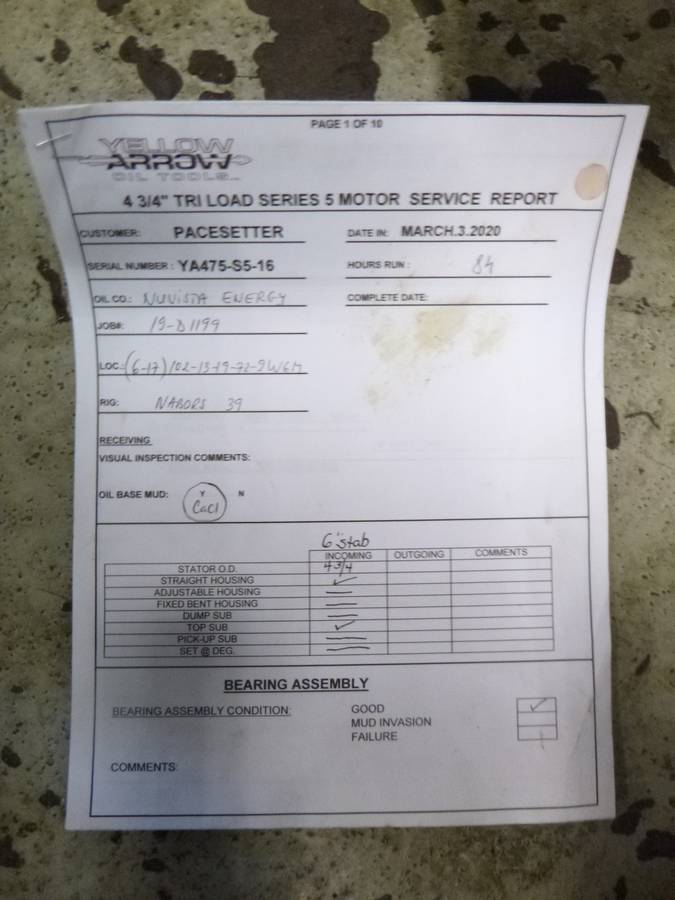 PAGE 1 OF 10
YELLOW
ARROW
OIL TOOLS
4 3/4" TRI LOAD SERIES 5 MOTOR SERVICE REPORT
CUSTOMER: PACESETTER DATE IN: MARCH.3.2020
SERIAL NUMBER : YA475-S5-16 HOURS RUN : 84
OIL CO.: NUVISTA ENERGY COMPLETE DATE:
JOB#: 19-D1199
LOC.: (6-17)/02-13-19-72-9W6M
RIG: NABORS 39
RECEIVING
VISUAL INSPECTION COMMENTS:
OIL BASE MUD: Y N
CaCl
6" stab
INCOMING OUTGOING COMMENTS
STATOR O.D. 4 3/4
STRAIGHT HOUSING ✓
ADJUSTABLE HOUSING —
FIXED BENT HOUSING —
DUMP SUB —
TOP SUB ✓
PICK-UP SUB —
SET @ DEG. —
BEARING ASSEMBLY
BEARING ASSEMBLY CONDITION: GOOD ✓
MUD INVASION
FAILURE
COMMENTS: